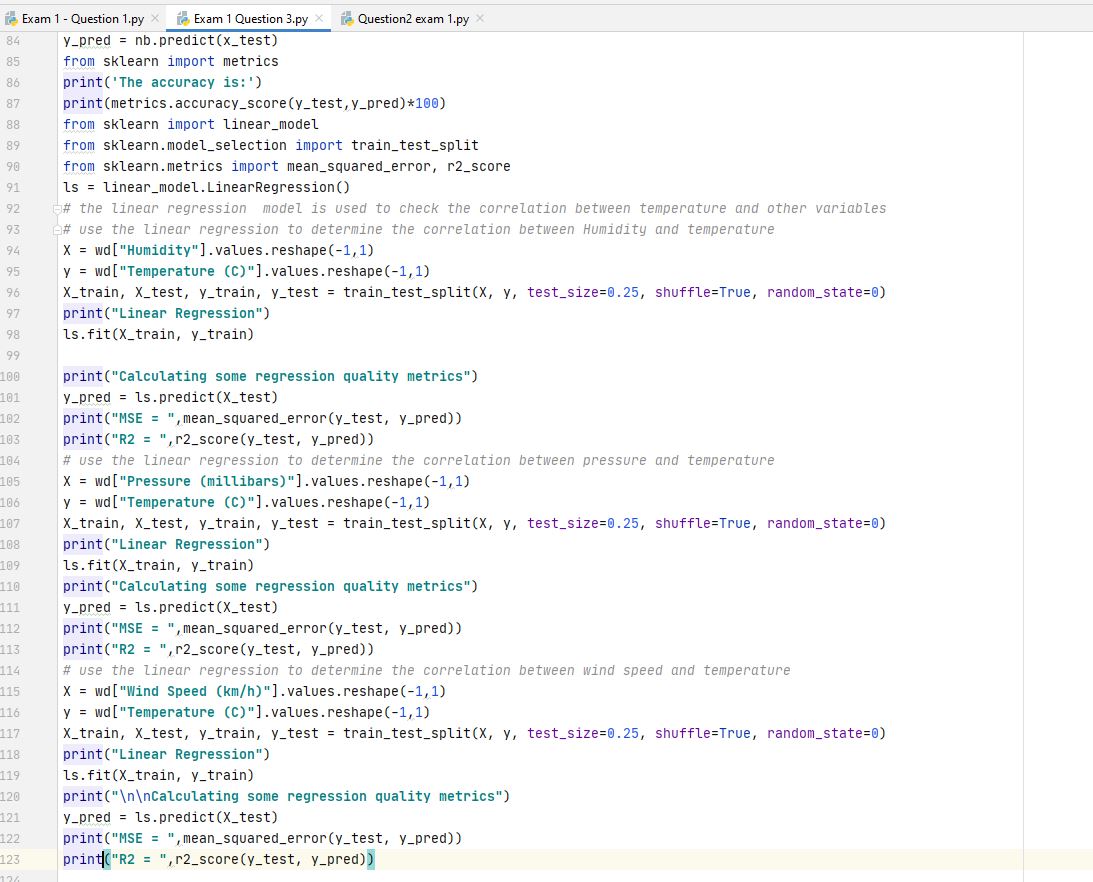 Exam 1 - Question 1.py × Exam 1 Question 3.py × Question2 exam 1.py ×
84 y_pred = nb.predict(x_test)
85 from sklearn import metrics
86 print('The accuracy is:')
87 print(metrics.accuracy_score(y_test,y_pred)*100)
88 from sklearn import linear_model
89 from sklearn.model_selection import train_test_split
90 from sklearn.metrics import mean_squared_error, r2_score
91 ls = linear_model.LinearRegression()
92 # the linear regression  model is used to check the correlation between temperature and other variables
93 # use the linear regression to determine the correlation between Humidity and temperature
94 X = wd["Humidity"].values.reshape(-1,1)
95 y = wd["Temperature (C)"].values.reshape(-1,1)
96 X_train, X_test, y_train, y_test = train_test_split(X, y, test_size=0.25, shuffle=True, random_state=0)
97 print("Linear Regression")
98 ls.fit(X_train, y_train)
99
100 print("Calculating some regression quality metrics")
101 y_pred = ls.predict(X_test)
102 print("MSE = ",mean_squared_error(y_test, y_pred))
103 print("R2 = ",r2_score(y_test, y_pred))
104 # use the linear regression to determine the correlation between pressure and temperature
105 X = wd["Pressure (millibars)"].values.reshape(-1,1)
106 y = wd["Temperature (C)"].values.reshape(-1,1)
107 X_train, X_test, y_train, y_test = train_test_split(X, y, test_size=0.25, shuffle=True, random_state=0)
108 print("Linear Regression")
109 ls.fit(X_train, y_train)
110 print("Calculating some regression quality metrics")
111 y_pred = ls.predict(X_test)
112 print("MSE = ",mean_squared_error(y_test, y_pred))
113 print("R2 = ",r2_score(y_test, y_pred))
114 # use the linear regression to determine the correlation between wind speed and temperature
115 X = wd["Wind Speed (km/h)"].values.reshape(-1,1)
116 y = wd["Temperature (C)"].values.reshape(-1,1)
117 X_train, X_test, y_train, y_test = train_test_split(X, y, test_size=0.25, shuffle=True, random_state=0)
118 print("Linear Regression")
119 ls.fit(X_train, y_train)
120 print("\n\nCalculating some regression quality metrics")
121 y_pred = ls.predict(X_test)
122 print("MSE = ",mean_squared_error(y_test, y_pred))
123 print("R2 = ",r2_score(y_test, y_pred))
124